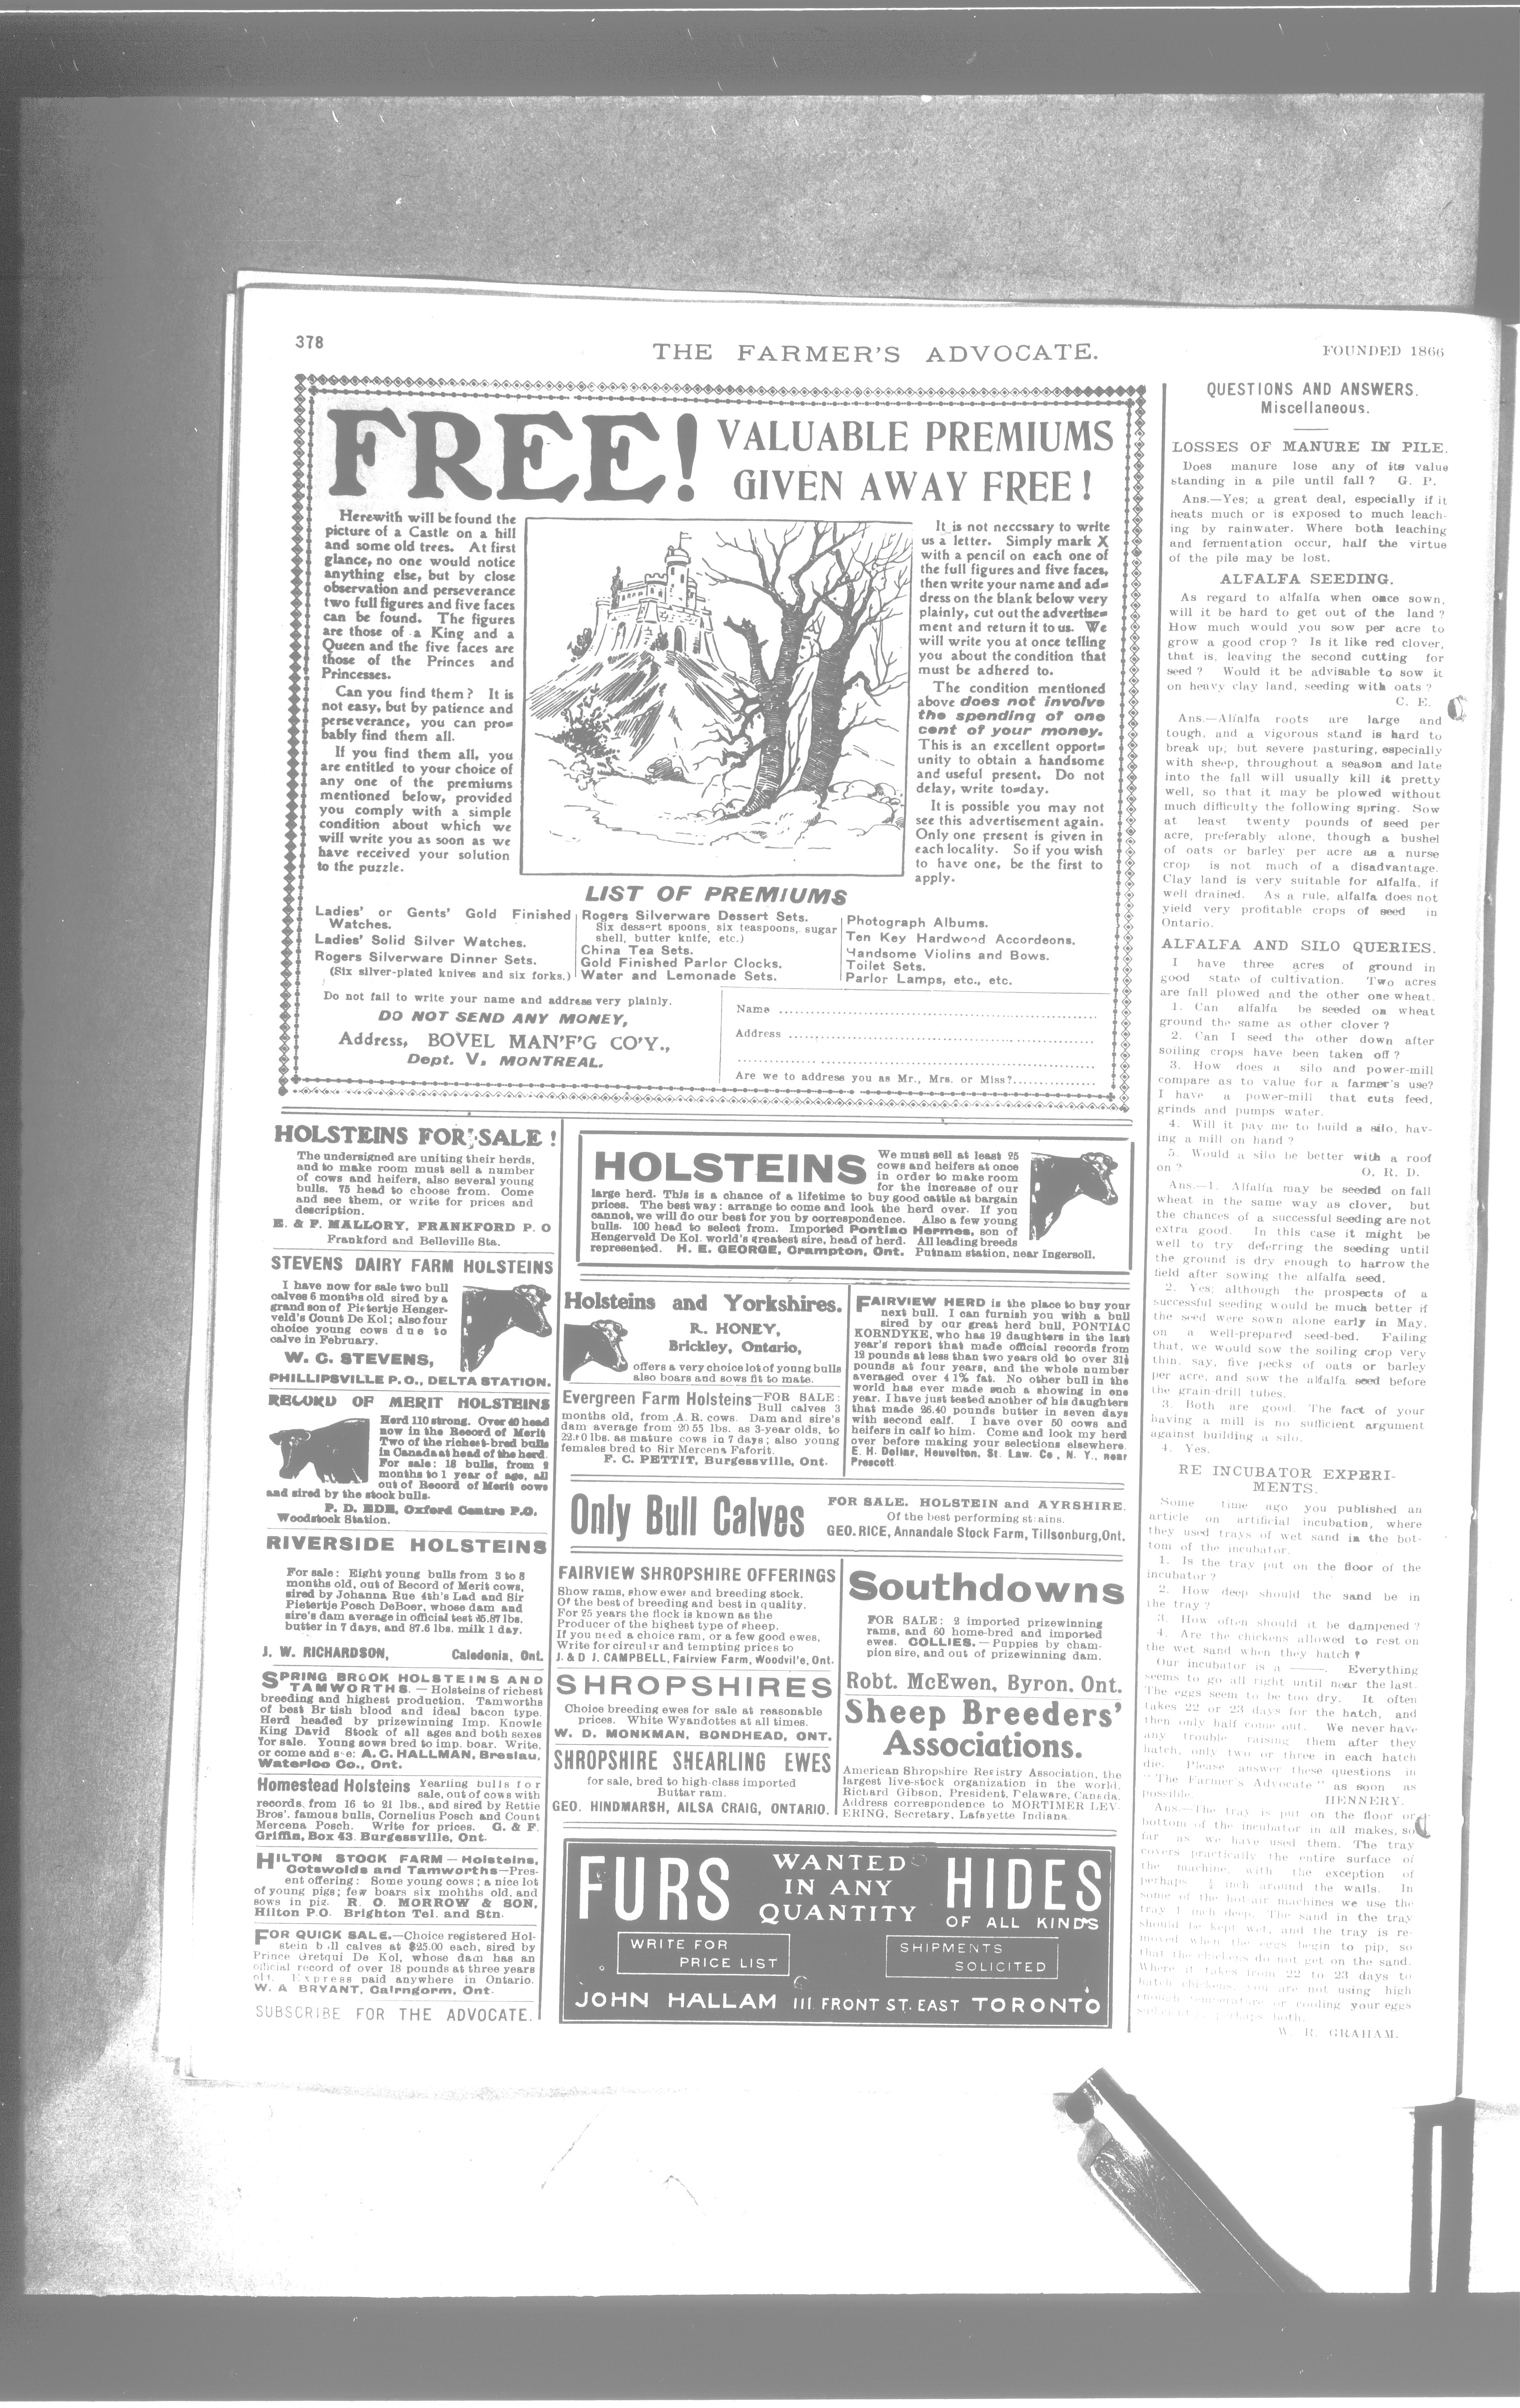 378
THE FARMER'S ADVOCATE.
FOUNDED 1866
FREE!
VALUABLE PREMIUMS
GIVEN AWAY FREE!
Herewith will be found the
picture of a Castle on a hill
and some old trees. At first
glance, no one would notice
anything else, but by close
observation and perseverance
two full figures and five faces
can be found. The figures
are those of a King and a
Queen and the five faces are
those of the Princes and
Princesses.
Can you find them? It is
not easy, but by patience and
perseverance, you can pro=
bably find them all.
If you find them all, you
are entitled to your choice of
any one of the premiums
mentioned below, provided
you comply with a simple
condition about which we
will write you as soon as we
have received your solution
to the puzzle.
It is not necessary to write
us a letter. Simply mark X
with a pencil on each one of
the full figures and five faces,
then write your name and ad=
dress on the blank below very
plainly, cut out the advertise=
ment and return it to us. We
will write you at once telling
you about the condition that
must be adhered to.
The condition mentioned
above does not involve
the spending of one
cent of your money.
This is an excellent opport=
unity to obtain a handsome
and useful present. Do not
delay, write to=day.
It is possible you may not
see this advertisement again.
Only one present is given in
each locality. So if you wish
to have one, be the first to
apply.
LIST OF PREMIUMS
Ladies' or Gents' Gold Finished
Watches.
Ladies' Solid Silver Watches.
Rogers Silverware Dinner Sets.
(Six silver-plated knives and six forks.)
Rogers Silverware Dessert Sets.
Six dessert spoons, six teaspoons, sugar
shell, butter knife, etc.)
China Tea Sets.
Gold Finished Parlor Clocks.
Water and Lemonade Sets.
Photograph Albums.
Ten Key Hardwood Accordeons.
Handsome Violins and Bows.
Toilet Sets.
Parlor Lamps, etc., etc.
Do not fail to write your name and address very plainly.
DO NOT SEND ANY MONEY,
Address, BOVEL MAN'F'G CO'Y.,
Dept. V, MONTREAL.
Name
Address
Are we to address you as Mr., Mrs. or Miss?
HOLSTEINS FOR SALE!
The undersigned are uniting their herds,
and to make room must sell a number
of cows and heifers, also several young
bulls. 75 head to choose from. Come
and see them, or write for prices and
description.
E. & F. MALLORY, FRANKFORD P. O
Frankford and Belleville Sta.
STEVENS DAIRY FARM HOLSTEINS
I have now for sale two bull
calves 6 months old sired by a
grandson of Pietertje Henger-
veld's Count De Kol; also four
choice young cows due to
calve in February.
W. C. STEVENS,
PHILLIPSVILLE P.O., DELTA STATION.
RECORD OF MERIT HOLSTEINS
Herd 110 strong. Over 40 head
now in the Record of Merit
Two of the richest-bred bulls
in Canada at head of the herd.
For sale: 18 bulls, from 2
months to 1 year of age, all
out of Record of Merit cows
and sired by the stock bulls.
P. D. EDE, Oxford Centre P.O.
Woodstock Station.
RIVERSIDE HOLSTEINS
For sale: Eight young bulls from 3 to 8
months old, out of Record of Merit cows,
sired by Johanna Rue 4th's Lad and Sir
Pietertje Posch DeBoer, whose dam and
sire's dam average in official test 25.87 lbs.
butter in 7 days, and 87.6 lbs. milk 1 day.
J. W. RICHARDSON, Caledonia, Ont.
SPRING BROOK HOLSTEINS AND
TAMWORTHS. — Holsteins of richest
breeding and highest production. Tamworths
of best Br tish blood and ideal bacon type.
Herd headed by prizewinning Imp. Knowle
King David Stock of all ages and both sexes
for sale. Young sows bred to imp. boar. Write,
or come and see: A. C. HALLMAN, Breslau,
Waterloo Co., Ont.
Homestead Holsteins Yearling bulls for
sale, out of cows with
records from 16 to 21 lbs., and sired by Rettie
Bros'. famous bulls, Cornelius Posch and Count
Mercena Posch. Write for prices. G. & F.
Griffin, Box 43 Burgessville, Ont.
HILTON STOCK FARM — Holsteins,
Cotswolds and Tamworths—Pres-
ent offering: Some young cows; a nice lot
of young pigs; few boars six months old, and
sows in pig. R. O. MORROW & SON,
Hilton P.O. Brighton Tel. and Stn.
FOR QUICK SALE.—Choice registered Hol-
stein bull calves at $25.00 each, sired by
Prince Gretqui De Kol, whose dam has an
official record of over 18 pounds at three years
old. Express paid anywhere in Ontario.
W. A BRYANT, Cairngorm, Ont.
SUBSCRIBE FOR THE ADVOCATE.
HOLSTEINS
We must sell at least 25
cows and heifers at once
in order to make room
for the increase of our
large herd. This is a chance of a lifetime to buy good cattle at bargain
prices. The best way: arrange to come and look the herd over. If you
cannot, we will do our best for you by correspondence. Also a few young
bulls. 100 head to select from. Imported Pontiac Hermes, son of
Hengerveld De Kol. world's greatest sire, head of herd. All leading breeds
represented. H. E. GEORGE, Crampton, Ont. Putnam station, near Ingersoll.
Holsteins and Yorkshires.
R. HONEY,
Brickley, Ontario,
offers a very choice lot of young bulls
also boars and sows fit to mate.
Evergreen Farm Holsteins—FOR SALE:
Bull calves 3
months old, from A. R. cows. Dam and sire's
dam average from 20 55 lbs. as 3-year olds, to
22.10 lbs. as mature cows in 7 days; also young
females bred to Sir Mercena Faforit.
F. C. PETTIT, Burgessville, Ont.
FAIRVIEW HERD is the place to buy your
next bull. I can furnish you with a bull
sired by our great herd bull, PONTIAC
KORNDYKE, who has 19 daughters in the last
year's report that made official records from
12 pounds at less than two years old to over 31½
pounds at four years, and the whole number
averaged over 4 1% fat. No other bull in the
world has ever made such a showing in one
year. I have just tested another of his daughters
that made 26.40 pounds butter in seven days
with second calf. I have over 50 cows and
heifers in calf to him. Come and look my herd
over before making your selections elsewhere.
E. H. Dollar, Heuvelton, St. Law. Co., N. Y., near
Prescott
Only Bull Calves
FOR SALE. HOLSTEIN and AYRSHIRE.
Of the best performing strains.
GEO. RICE, Annandale Stock Farm, Tillsonburg, Ont.
FAIRVIEW SHROPSHIRE OFFERINGS
Show rams, show ewes and breeding stock.
Of the best of breeding and best in quality.
For 25 years the flock is known as the
Producer of the highest type of sheep.
If you need a choice ram, or a few good ewes,
Write for circular and tempting prices to
J. & D J. CAMPBELL, Fairview Farm, Woodville, Ont.
SHROPSHIRES
Choice breeding ewes for sale at reasonable
prices. White Wyandottes at all times.
W. D. MONKMAN, BONDHEAD, ONT.
SHROPSHIRE SHEARLING EWES
for sale, bred to high-class imported
Buttar ram.
GEO. HINDMARSH, AILSA CRAIG, ONTARIO.
Southdowns
FOR SALE: 2 imported prizewinning
rams, and 60 home-bred and imported
ewes. COLLIES. — Puppies by cham-
pion sire, and out of prizewinning dam.
Robt. McEwen, Byron, Ont.
Sheep Breeders'
Associations.
American Shropshire Registry Association, the
largest live-stock organization in the world.
Richard Gibson, President, Delaware, Canada.
Address correspondence to MORTIMER LEV-
ERING, Secretary, Lafayette Indiana.
FURS
WANTED
IN ANY
QUANTITY
HIDES
OF ALL KINDS
WRITE FOR
PRICE LIST
SHIPMENTS
SOLICITED
JOHN HALLAM 111 FRONT ST. EAST TORONTO
QUESTIONS AND ANSWERS.
Miscellaneous.
LOSSES OF MANURE IN PILE.
Does manure lose any of its value
standing in a pile until fall? G. P.
Ans.—Yes; a great deal, especially if it
heats much or is exposed to much leach-
ing by rainwater. Where both leaching
and fermentation occur, half the virtue
of the pile may be lost.
ALFALFA SEEDING.
As regard to alfalfa when once sown,
will it be hard to get out of the land?
How much would you sow per acre to
grow a good crop? Is it like red clover,
that is, leaving the second cutting for
seed? Would it be advisable to sow it
on heavy clay land, seeding with oats?
C. E.
Ans.—Alfalfa roots are large and
tough, and a vigorous stand is hard to
break up; but severe pasturing, especially
with sheep, throughout a season and late
into the fall will usually kill it pretty
well, so that it may be plowed without
much difficulty the following spring. Sow
at least twenty pounds of seed per
acre, preferably alone, though a bushel
of oats or barley per acre as a nurse
crop is not much of a disadvantage.
Clay land is very suitable for alfalfa, if
well drained. As a rule, alfalfa does not
yield very profitable crops of seed in
Ontario.
ALFALFA AND SILO QUERIES.
I have three acres of ground in
good state of cultivation. Two acres
are fall plowed and the other one wheat.
1. Can alfalfa be seeded on wheat
ground the same as other clover?
2. Can I seed the other down after
soiling crops have been taken off?
3. How does a silo and power-mill
compare as to value for a farmer's use?
I have a power-mill that cuts feed,
grinds and pumps water.
4. Will it pay me to build a silo, hav-
ing a mill on hand?
5. Would a silo be better with a roof
on? O. R. D.
Ans.—1. Alfalfa may be seeded on fall
wheat in the same way as clover, but
the chances of a successful seeding are not
extra good. In this case it might be
well to try deferring the seeding until
the ground is dry enough to harrow the
field after sowing the alfalfa seed.
2. Yes; although the prospects of a
successful seeding would be much better if
the seed were sown alone early in May,
on a well-prepared seed-bed. Failing
that, we would sow the soiling crop very
thin, say, five pecks of oats or barley
per acre, and sow the alfalfa seed before
the grain-drill tubes.
3. Both are good. The fact of your
having a mill is no sufficient argument
against building a silo.
4. Yes.
RE INCUBATOR EXPERI-
MENTS.
Some time ago you published an
article on artificial incubation, where
they used trays of wet sand in the bot-
tom of the incubator.
1. Is the tray put on the floor of the
incubator?
2. How deep should the sand be in
the tray?
3. How often should it be dampened?
4. Are the chickens allowed to rest on
the wet sand when they hatch?
Our incubator is a ———. Everything
seems to go all right until near the last.
The eggs seem to be too dry. It often
takes 22 or 23 days for the hatch, and
then only half come out. We never have
any trouble raising them after they
hatch, only two or three in each hatch
die. Please answer these questions in
"The Farmer's Advocate" as soon as
possible. HENNERY.
Ans.—The tray is put on the floor or
bottom of the incubator in all makes, so
far as we have used them. The tray
covers practically the entire surface of
the machine, with the exception of
perhaps ½ inch around the walls. In
some of the hot-air machines we use the
tray 1 inch deep. The sand in the tray
should be kept wet, and the tray is re-
moved when the eggs begin to pip, so
that the chickens do not get on the sand.
Where it takes from 22 to 23 days to
hatch chickens, you are not using high
enough temperature or cooling your eggs
perhaps both.
W. R. GRAHAM.